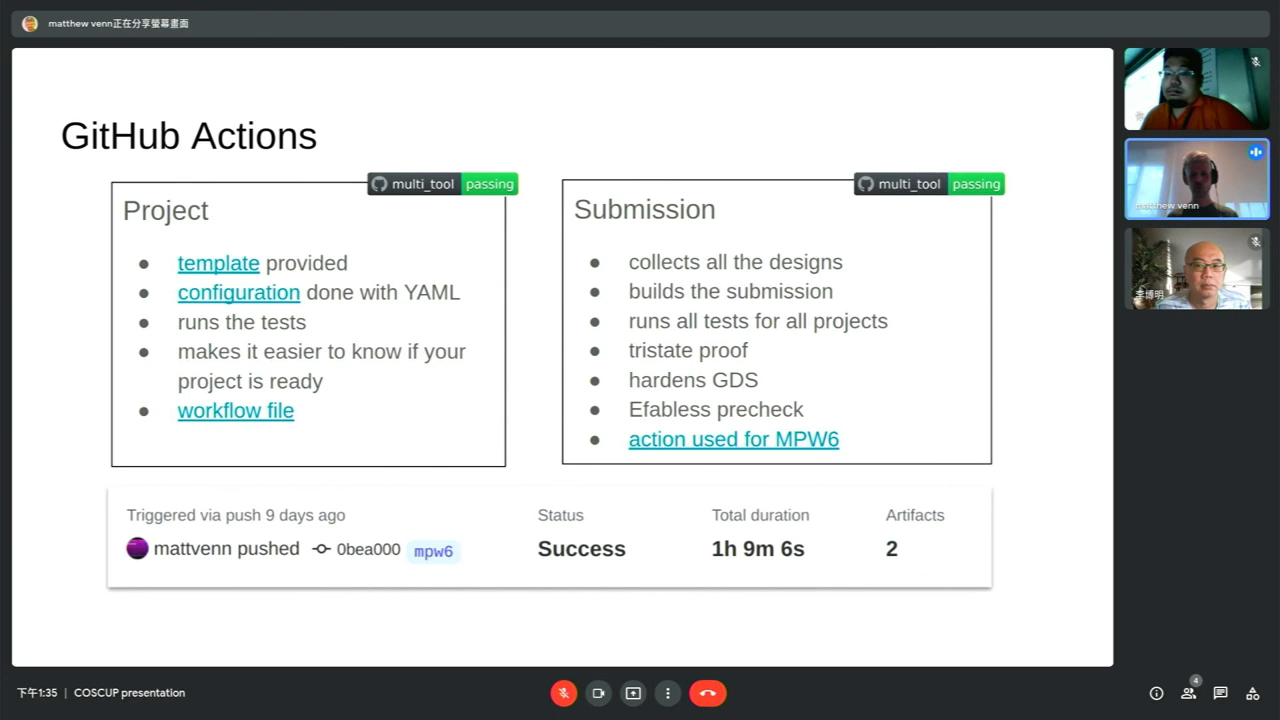 matthew venn正在分享螢幕畫面
GitHub Actions
multi_tool passing
Project
template provided
configuration done with YAML
runs the tests
makes it easier to know if your
project is ready
workflow file
multi_tool passing
Submission
collects all the designs
builds the submission
runs all tests for all projects
tristate proof
hardens GDS
Efabless precheck
action used for MPW6
Triggered via push 9 days ago
mattvenn pushed 0bea000 mpw6
Status
Success
Total duration
1h 9m 6s
Artifacts
2
matthew venn
李博明
下午1:35 | COSCUP presentation
4